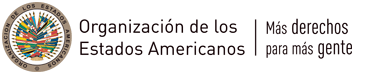 Organización de los
Estados Americanos
Más derechos
para más gente